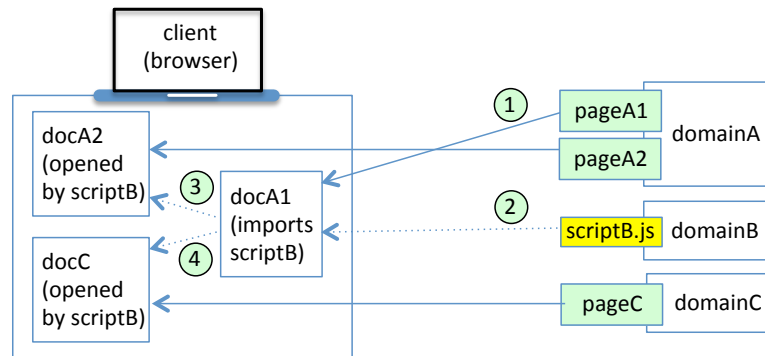 client
(browser)
1
pageA1
domainA
docA2
(opened
by scriptB)
pageA2
3
docA1
(imports
scriptB)
2
scriptB.js
domainB
4
docC
(opened
by scriptB)
pageC
domainC